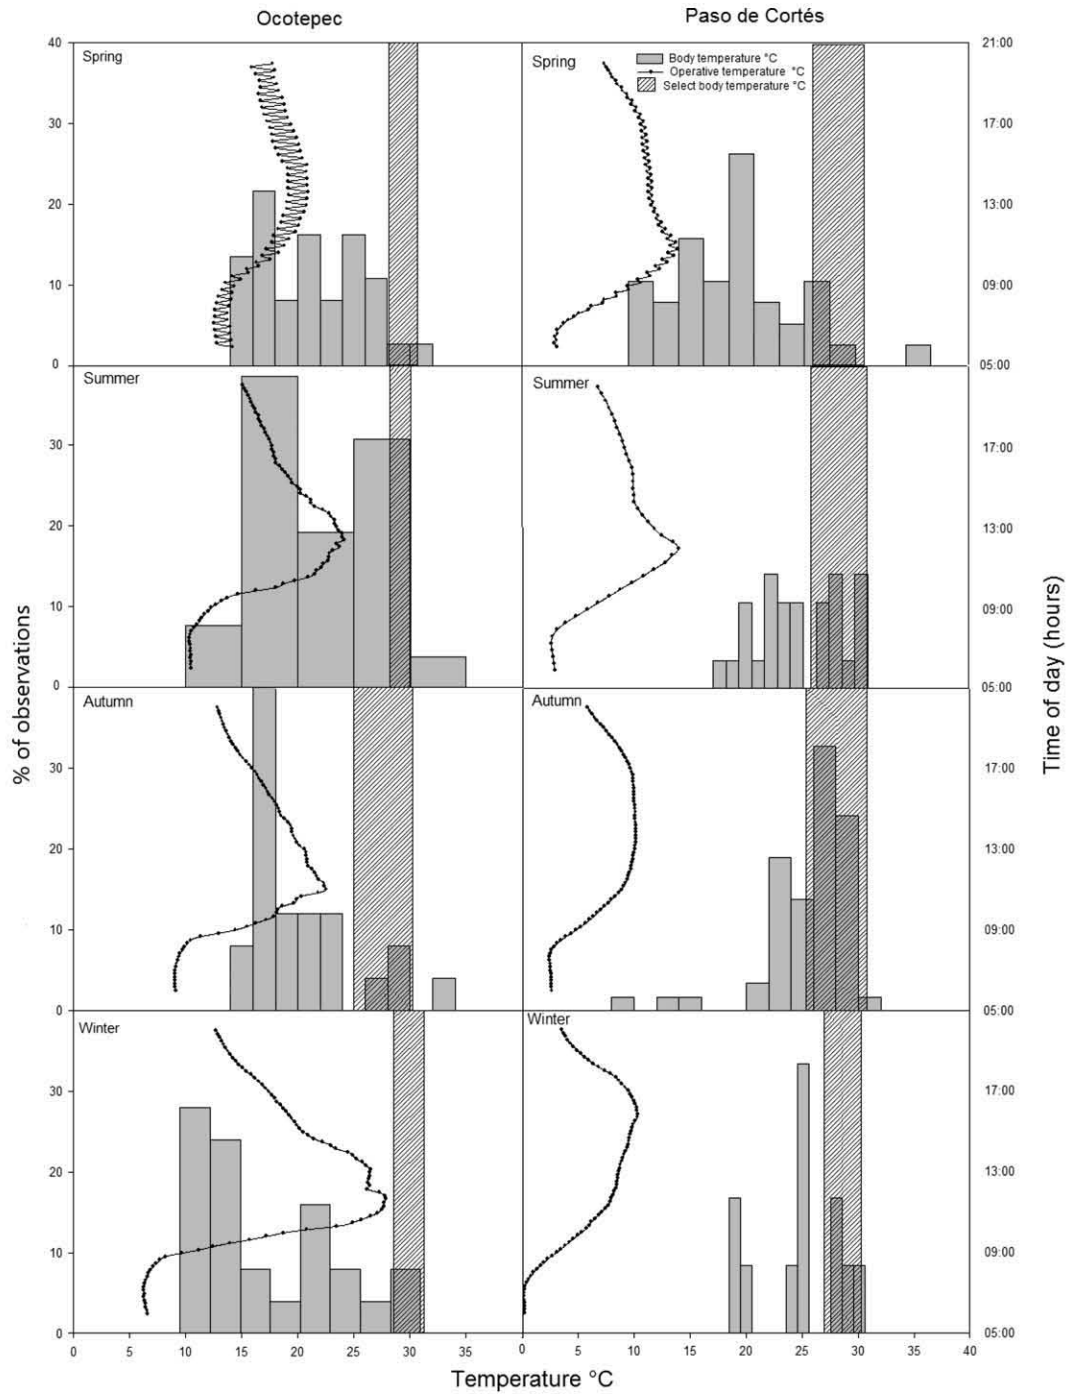 Ocotepec
Paso de Cortés
40
Spring
30
20
10
0
Spring
Body temperature °C
Operative temperature °C
Select body temperature °C
21:00
17:00
13:00
09:00
05:00
Summer
30
20
10
0
Summer
17:00
13:00
09:00
05:00
Autumn
30
20
10
0
Autumn
17:00
13:00
09:00
05:00
Winter
30
20
10
0
Winter
17:00
13:00
09:00
05:00
% of observations
Time of day (hours)
0 5 10 15 20 25 30 35 0 5 10 15 20 25 30 35 40
Temperature °C